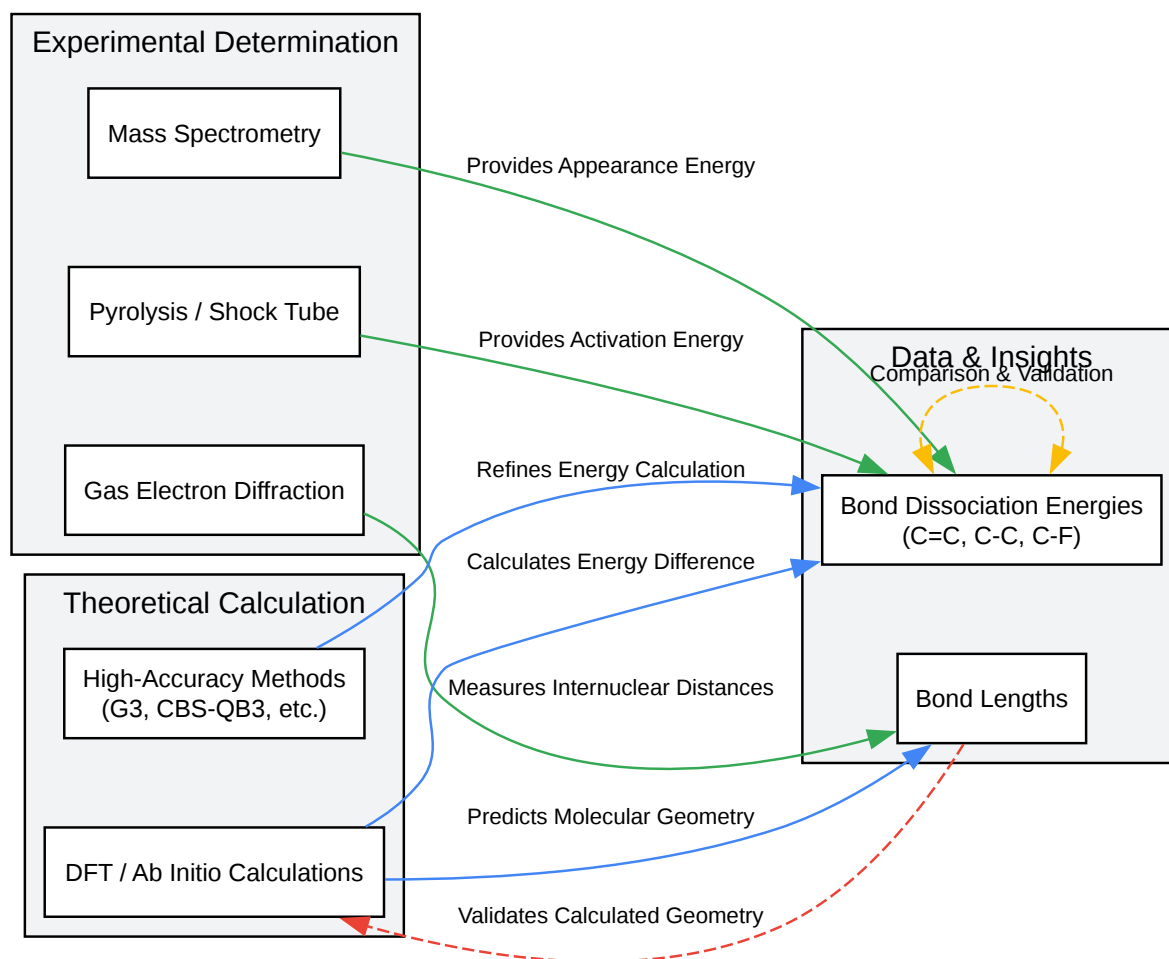 Experimental Determination
Mass Spectrometry
Provides Appearance Energy
Pyrolysis / Shock Tube
Provides Activation Energy
Data & Insights
Comparison & Validation
Gas Electron Diffraction
Refines Energy Calculation
Bond Dissociation Energies
(C=C, C-C, C-F)
Calculates Energy Difference
Theoretical Calculation
High-Accuracy Methods
(G3, CBS-QB3, etc.)
Measures Internuclear Distances
Bond Lengths
Predicts Molecular Geometry
DFT / Ab Initio Calculations
Validates Calculated Geometry